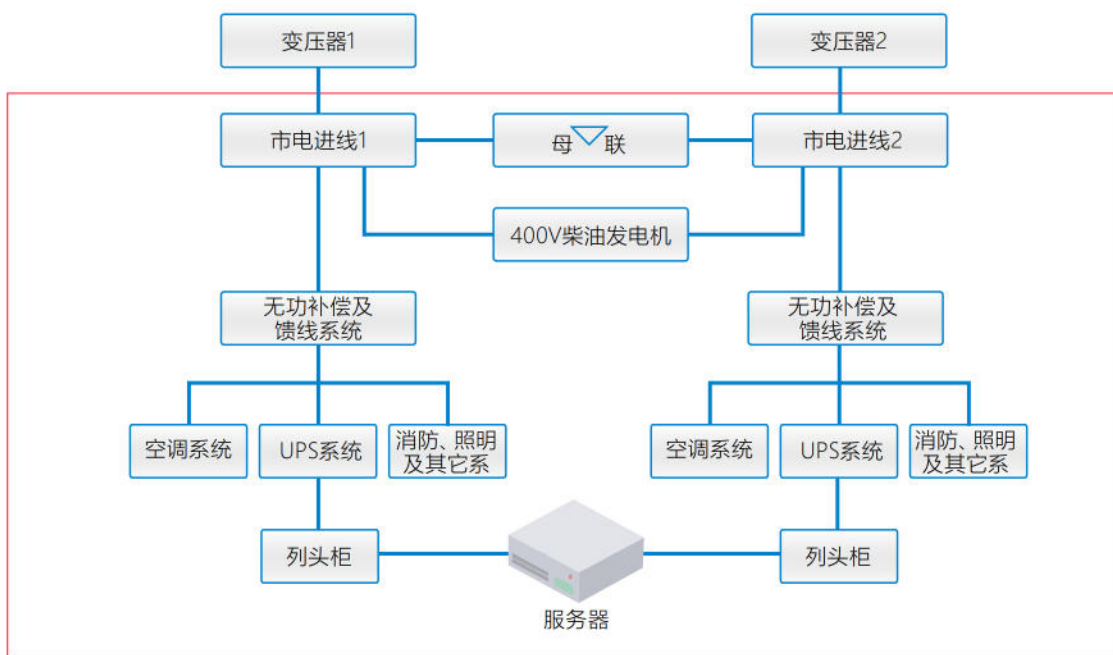 变压器1
变压器2
市电进线1
母 联
市电进线2
400V柴油发电机
无功补偿及
馈线系统
无功补偿及
馈线系统
空调系统
UPS系统
消防、照明
及其它系
空调系统
UPS系统
消防、照明
及其它系
列头柜
列头柜
服务器